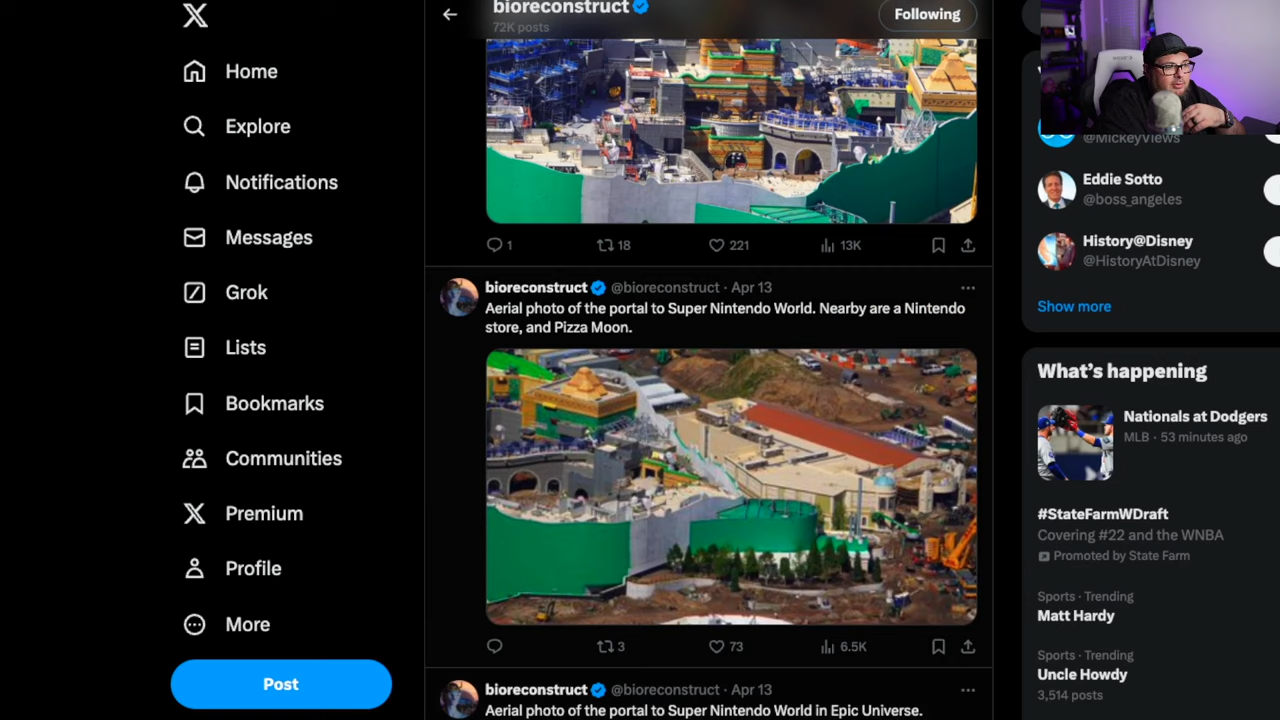 bioreconstruct
72K posts
Following
Home
Explore
Notifications
Messages
Grok
Lists
Bookmarks
Communities
Premium
Profile
More
Post
1
18
221
13K
bioreconstruct @bioreconstruct · Apr 13
Aerial photo of the portal to Super Nintendo World. Nearby are a Nintendo
store, and Pizza Moon.
3
73
6.5K
bioreconstruct @bioreconstruct · Apr 13
Aerial photo of the portal to Super Nintendo World in Epic Universe.
@MickeyViews
Eddie Sotto
@boss_angeles
History@Disney
@HistoryAtDisney
Show more
What's happening
Nationals at Dodgers
MLB · 53 minutes ago
#StateFarmWDraft
Covering #22 and the WNBA
Promoted by State Farm
Sports · Trending
Matt Hardy
Sports · Trending
Uncle Howdy
3,514 posts